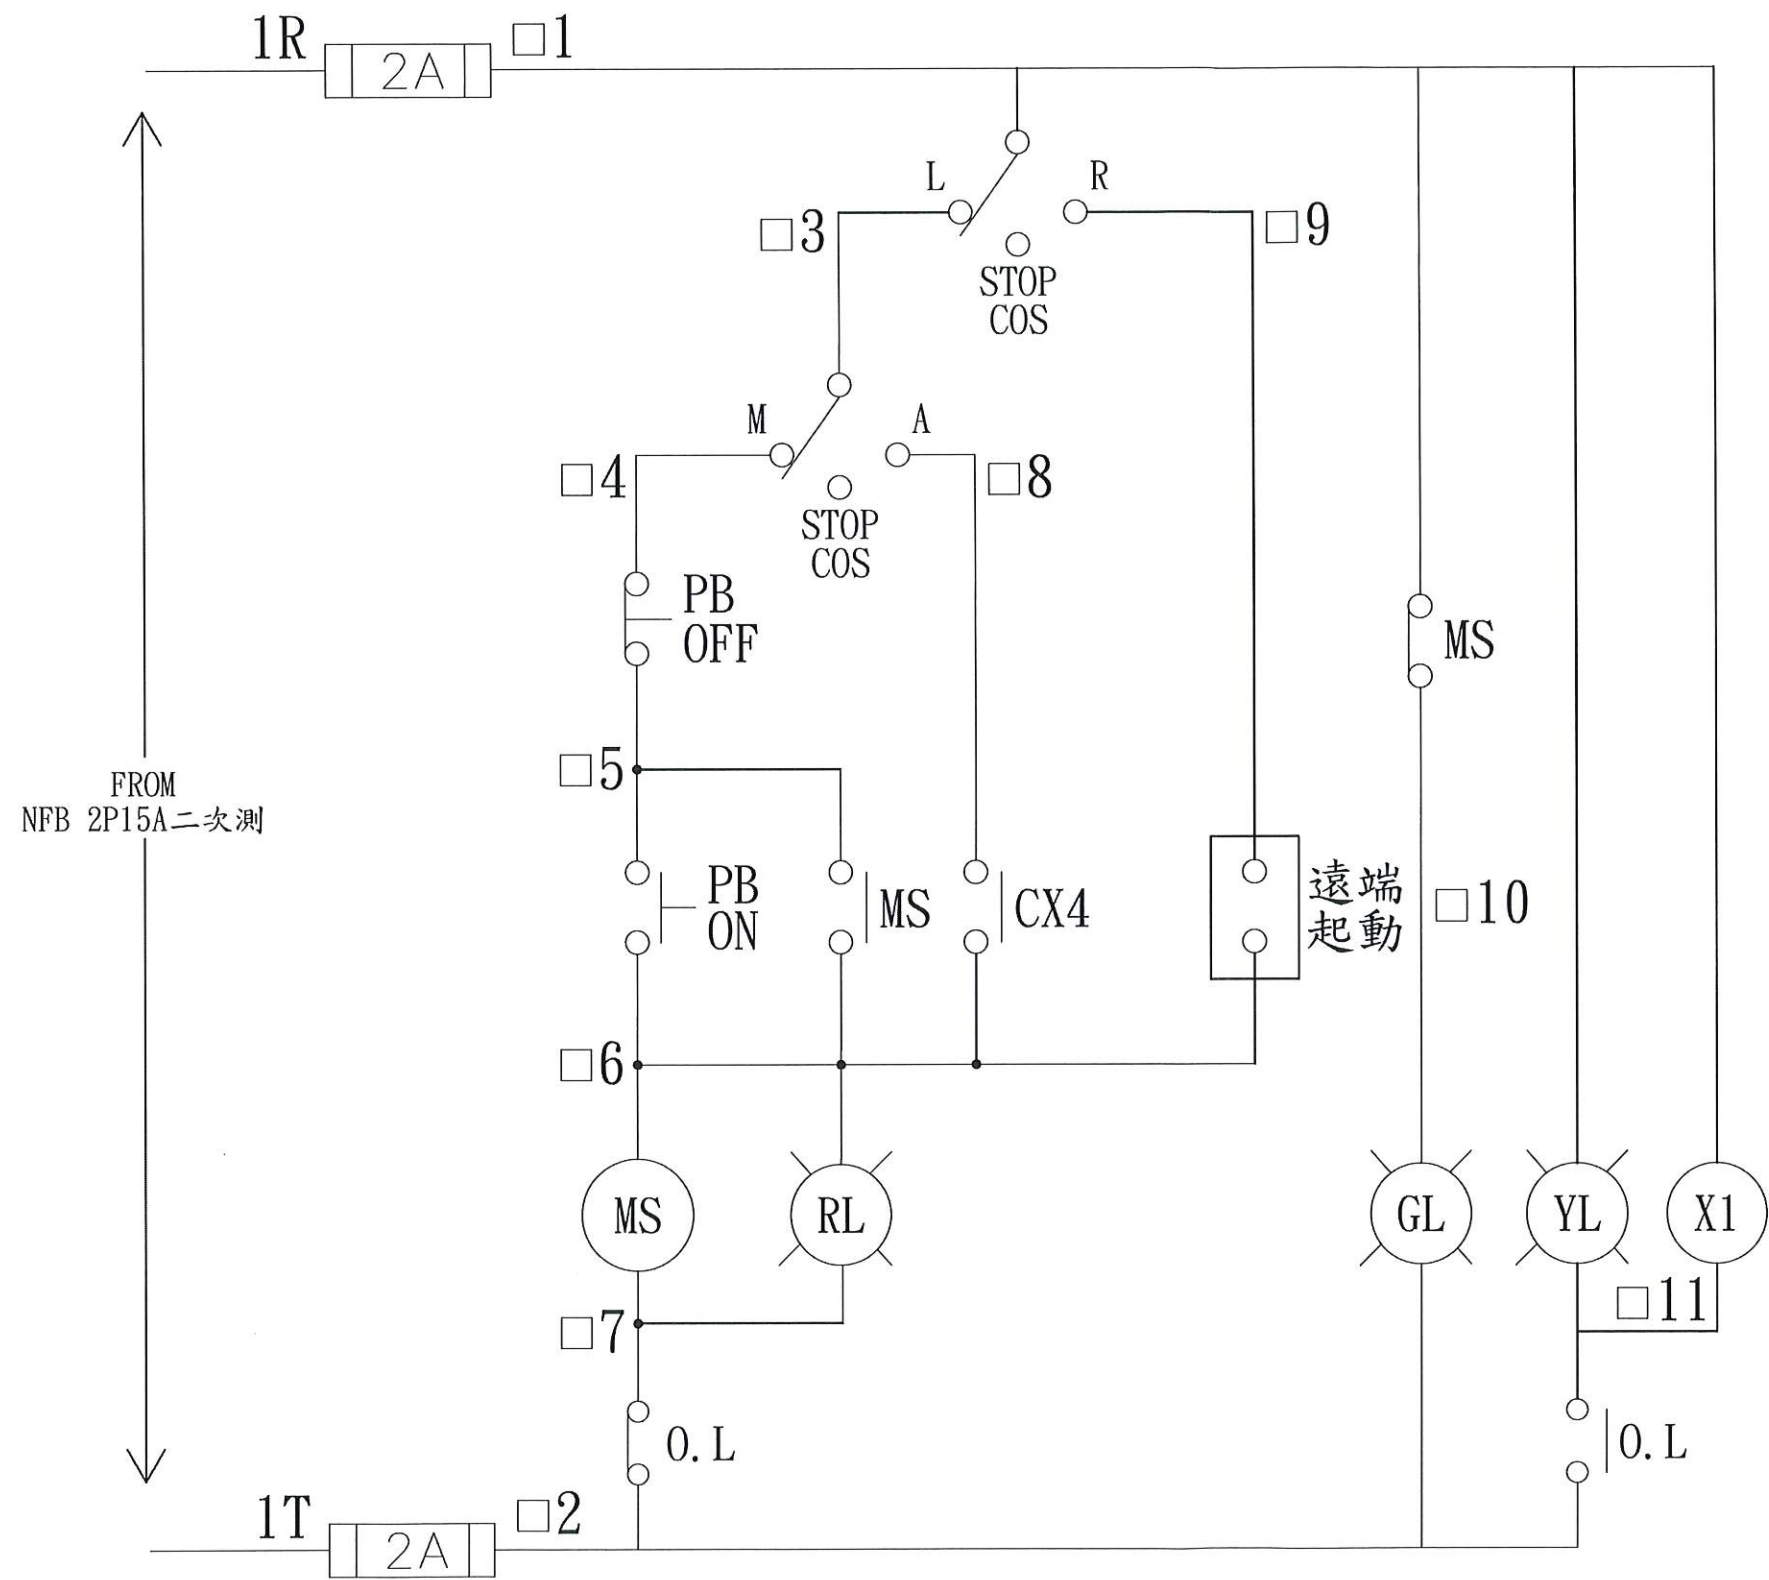 1R
2A
□1
L
R
□3
□9
STOP
COS
M
A
□4
□8
STOP
COS
PB
OFF
MS
□5
FROM
NFB 2P15A二次測
PB
ON
MS
CX4
遠端
起動
□10
□6
MS
RL
GL
YL
X1
□11
□7
O.L
O.L
1T
2A
□2